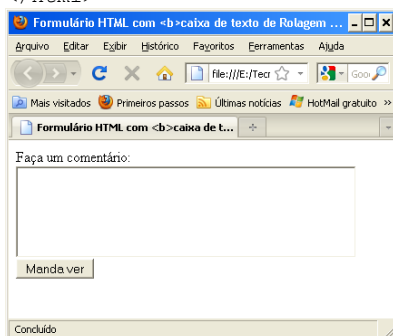 Formulário HTML com <b>caixa de texto de Rolagem ...
Arquivo Editar Exibir Histórico Favoritos Ferramentas Ajuda
file:///E:/Tecr Goo
Mais visitados Primeiros passos Últimas notícias HotMail gratuito »
Formulário HTML com <b>caixa de t...
Faça um comentário:
Manda ver
Concluído